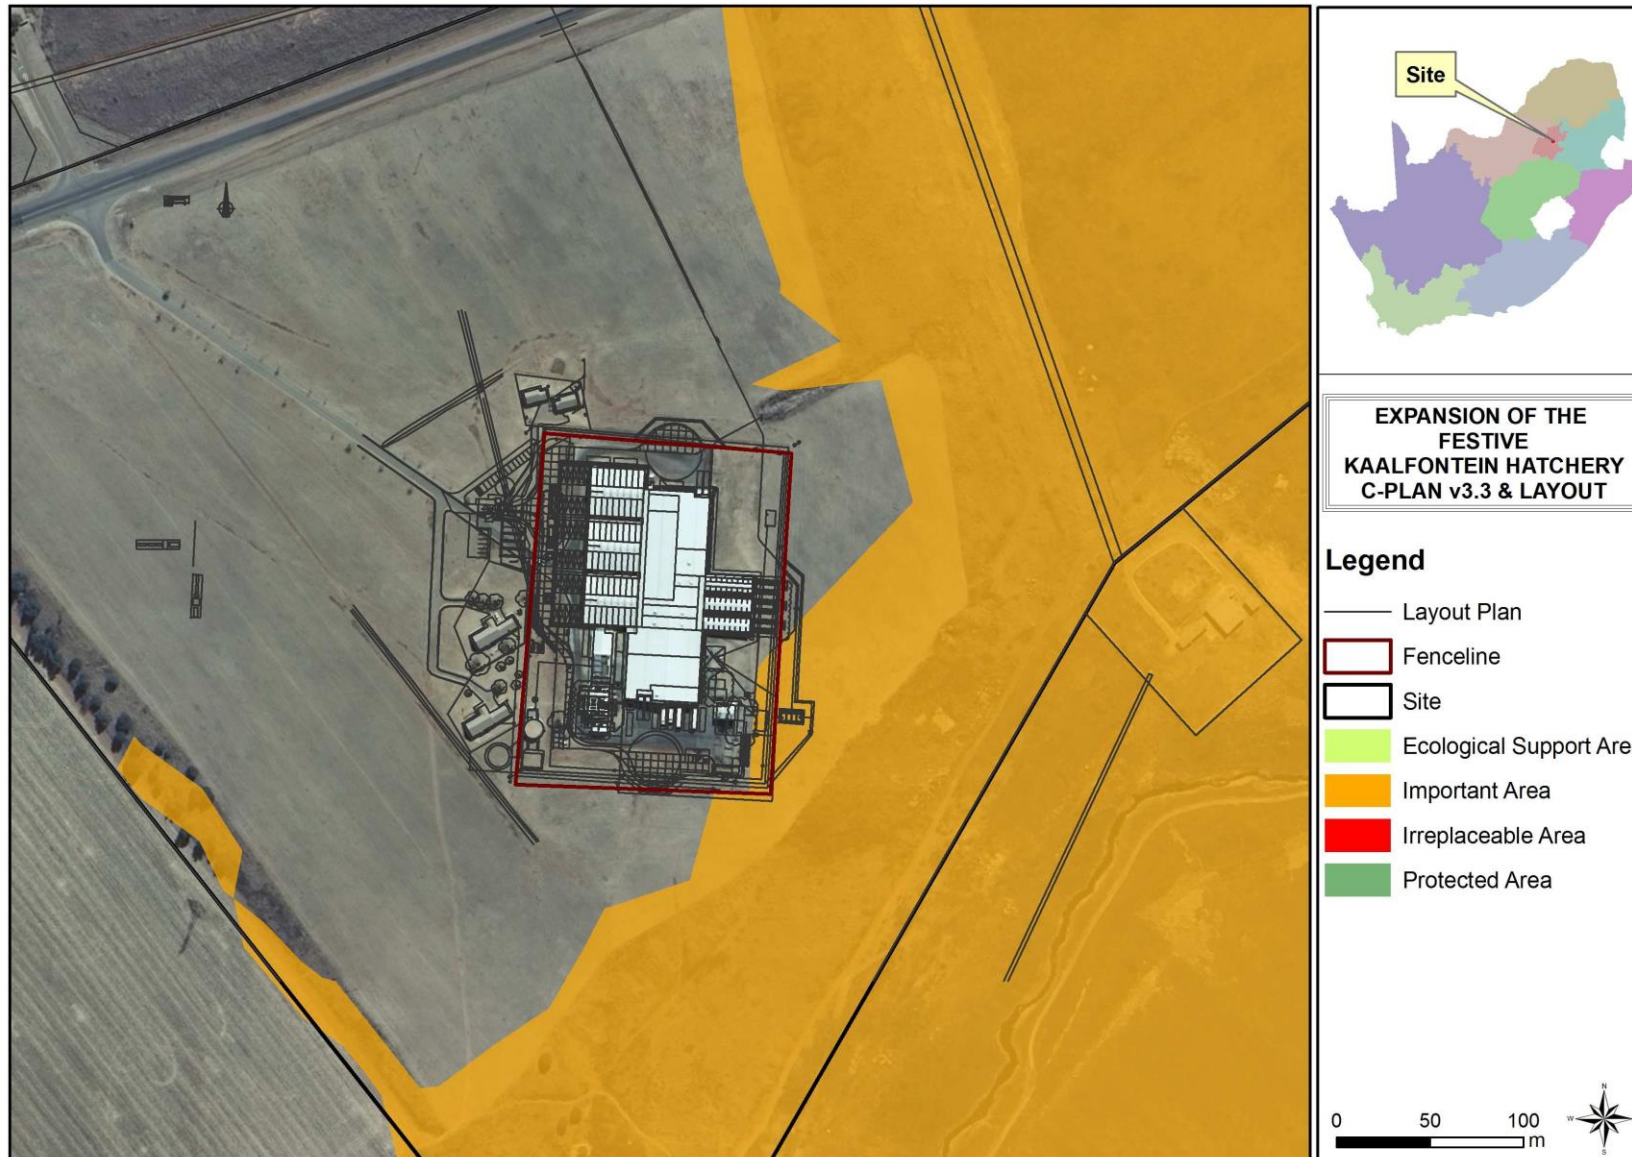 Site
EXPANSION OF THE
FESTIVE
KAALFONTEIN HATCHERY
C-PLAN v3.3 & LAYOUT
Legend
Layout Plan
Fenceline
Site
Ecological Support Are
Important Area
Irreplaceable Area
Protected Area
N
W
S
0 50 100
m